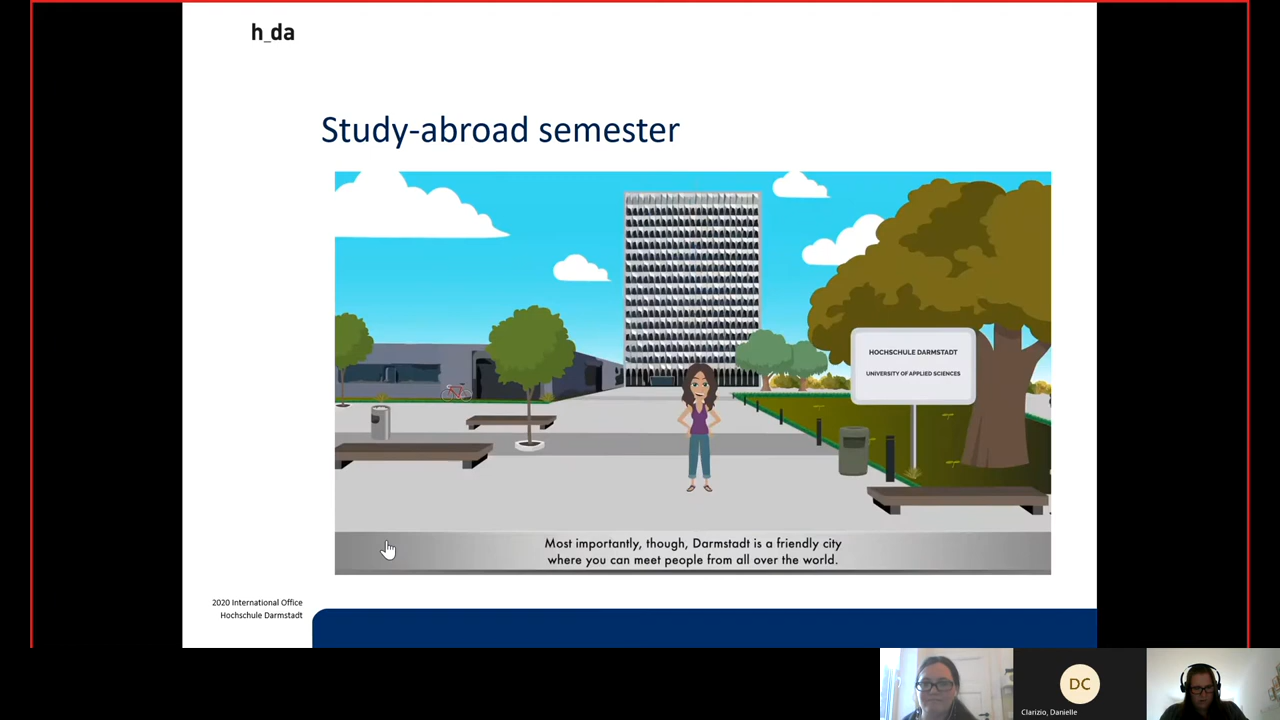 h_da
Study-abroad semester
HOCHSCHULE DARMSTADT
UNIVERSITY OF APPLIED SCIENCES
Most importantly, though, Darmstadt is a friendly city
where you can meet people from all over the world.
2020 International Office
Hochschule Darmstadt
DC
Clarizio, Danielle